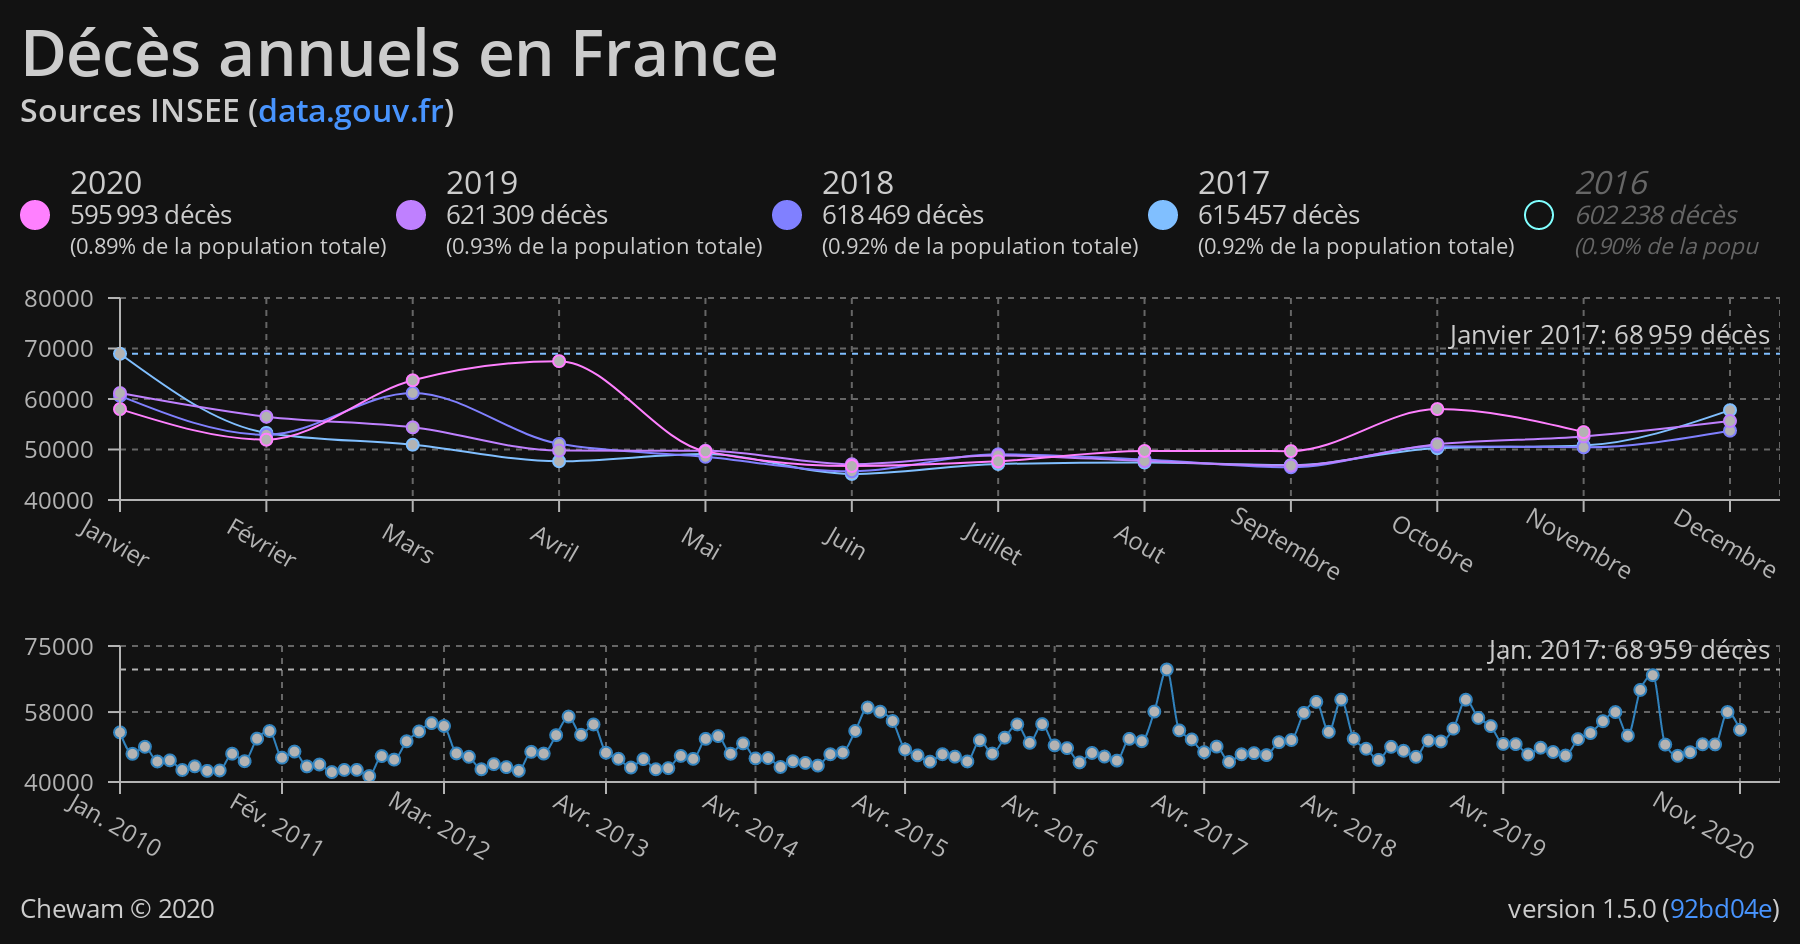 Décès annuels en France
Sources INSEE (data.gouv.fr)
2020
595 993 décès
(0.89% de la population totale)
2019
621 309 décès
(0.93% de la population totale)
2018
618 469 décès
(0.92% de la population totale)
2017
615 457 décès
(0.92% de la population totale)
2016
602 238 décès
(0.90% de la popu
80000
70000
60000
50000
40000
Janvier 2017: 68 959 décès
Janvier
Février
Mars
Avril
Mai
Juin
Juillet
Aout
Septembre
Octobre
Novembre
Decembre
75000
58000
40000
Jan. 2017: 68 959 décès
Jan. 2010
Fév. 2011
Mar. 2012
Avr. 2013
Avr. 2014
Avr. 2015
Avr. 2016
Avr. 2017
Avr. 2018
Avr. 2019
Nov. 2020
Chewam © 2020
version 1.5.0 (92bd04e)